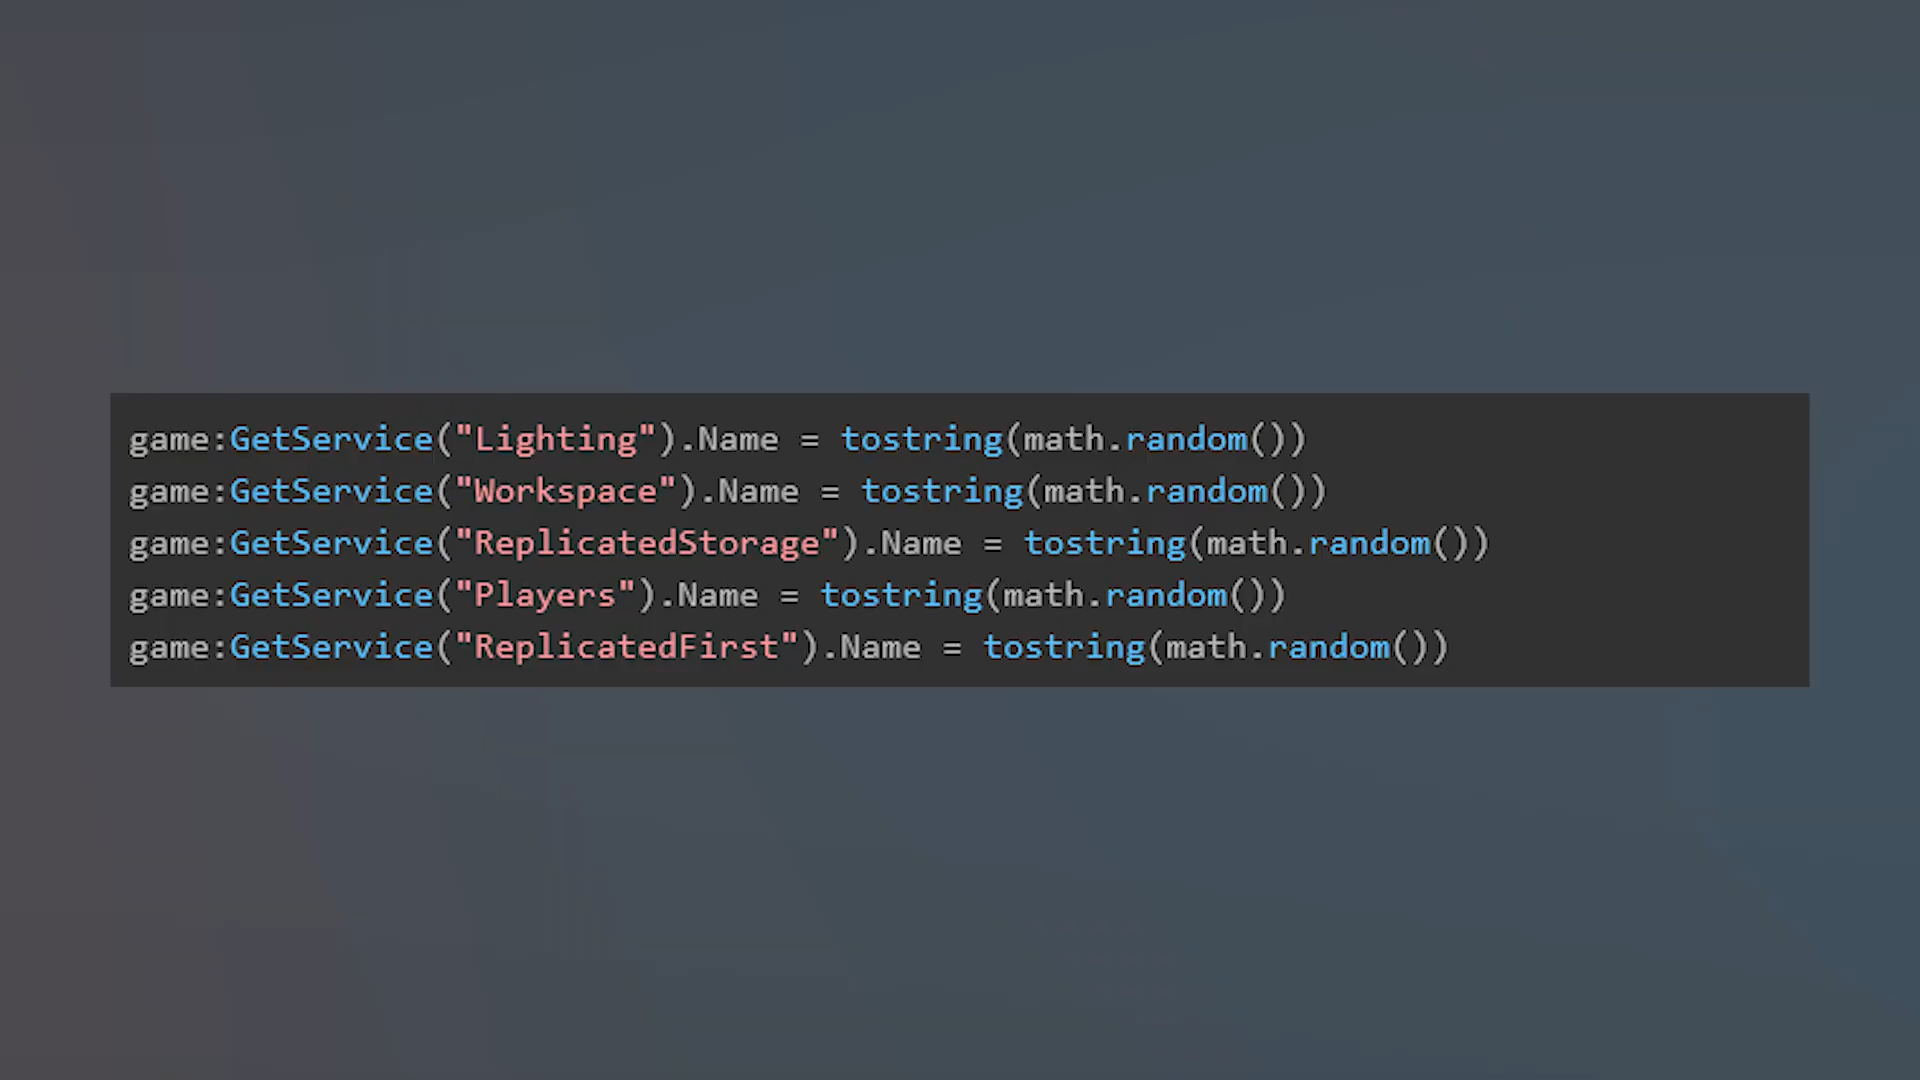 game:GetService("Lighting").Name = tostring(math.random())
game:GetService("Workspace").Name = tostring(math.random())
game:GetService("ReplicatedStorage").Name = tostring(math.random())
game:GetService("Players").Name = tostring(math.random())
game:GetService("ReplicatedFirst").Name = tostring(math.random())